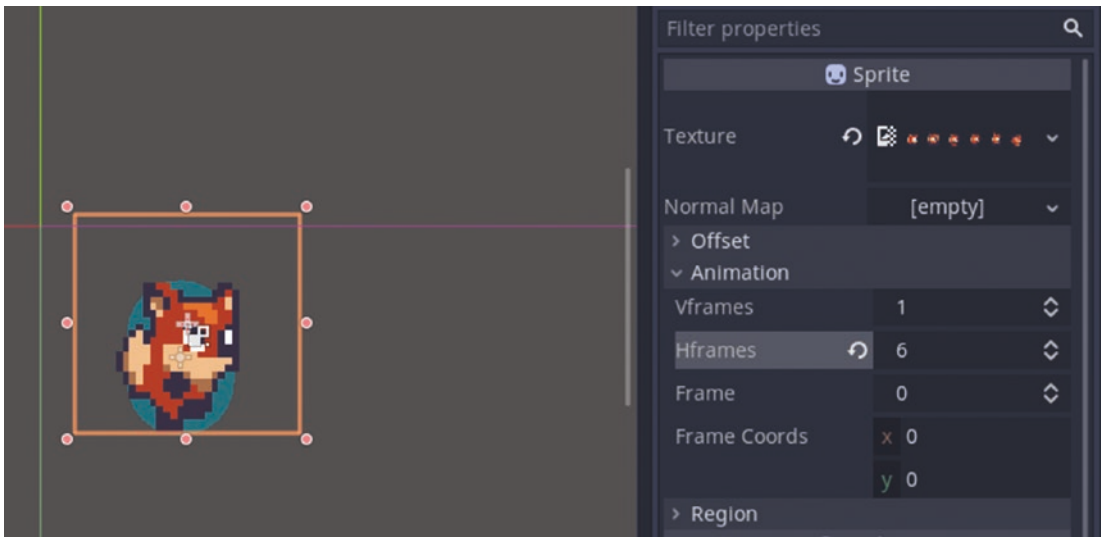 Filter properties
Sprite
Texture
Normal Map [empty]
Offset
Animation
Vframes 1
Hframes 6
Frame 0
Frame Coords x 0
y 0
Region